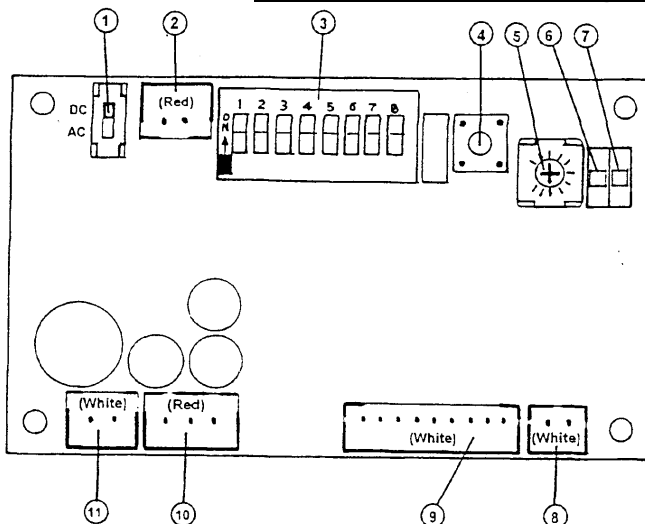 1 2 3 4 5 6 7
DC
AC
(Red)
1 2 3 4 5 6 7 8
ON
(White) (Red) (White) (White)
11 10 9 8